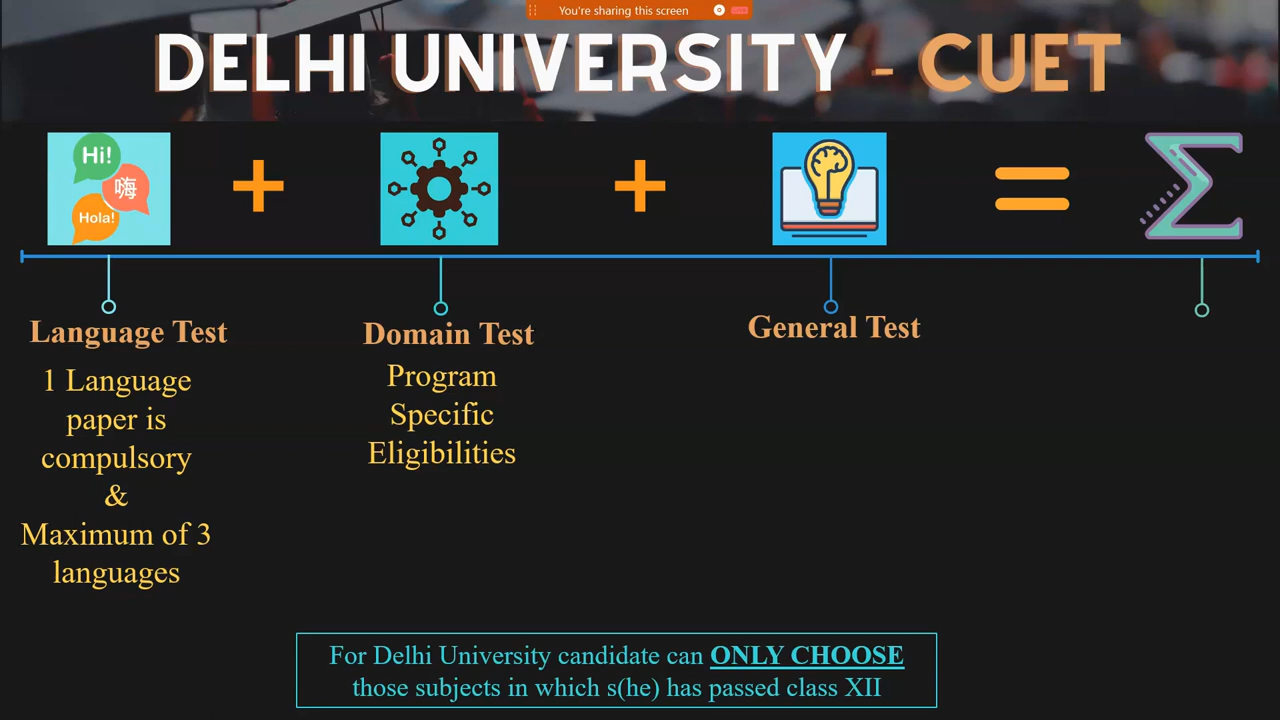 You're sharing this screen
DELHI UNIVERSITY - CUET
Hi!
嗨
Hola!
Language Test
1 Language
paper is
compulsory
&
Maximum of 3
languages
Domain Test
Program
Specific
Eligibilities
General Test
For Delhi University candidate can ONLY CHOOSE
those subjects in which s(he) has passed class XII